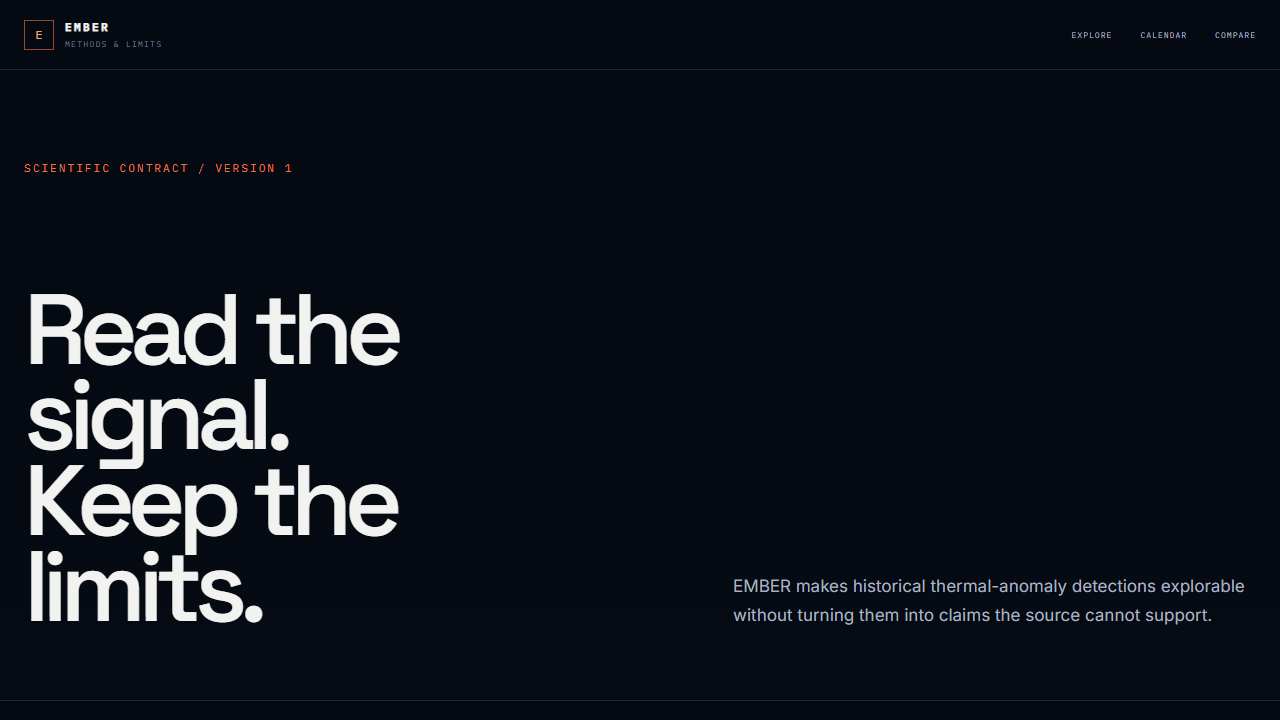 E
EMBER
METHODS & LIMITS
EXPLORE
CALENDAR
COMPARE
SCIENTIFIC CONTRACT / VERSION 1
Read the
signal.
Keep the
limits.
EMBER makes historical thermal-anomaly detections explorable
without turning them into claims the source cannot support.